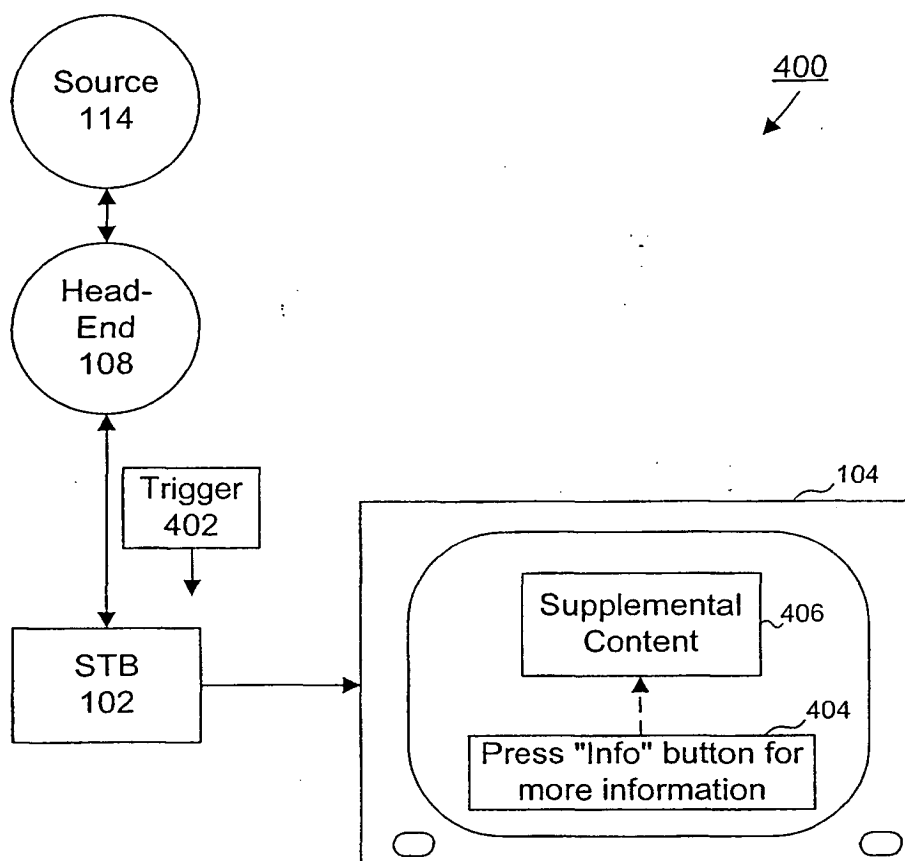 Source
114
400
Head-
End
108
Trigger
402
104
STB
102
Supplemental
Content
406
404
Press "Info" button for
more information